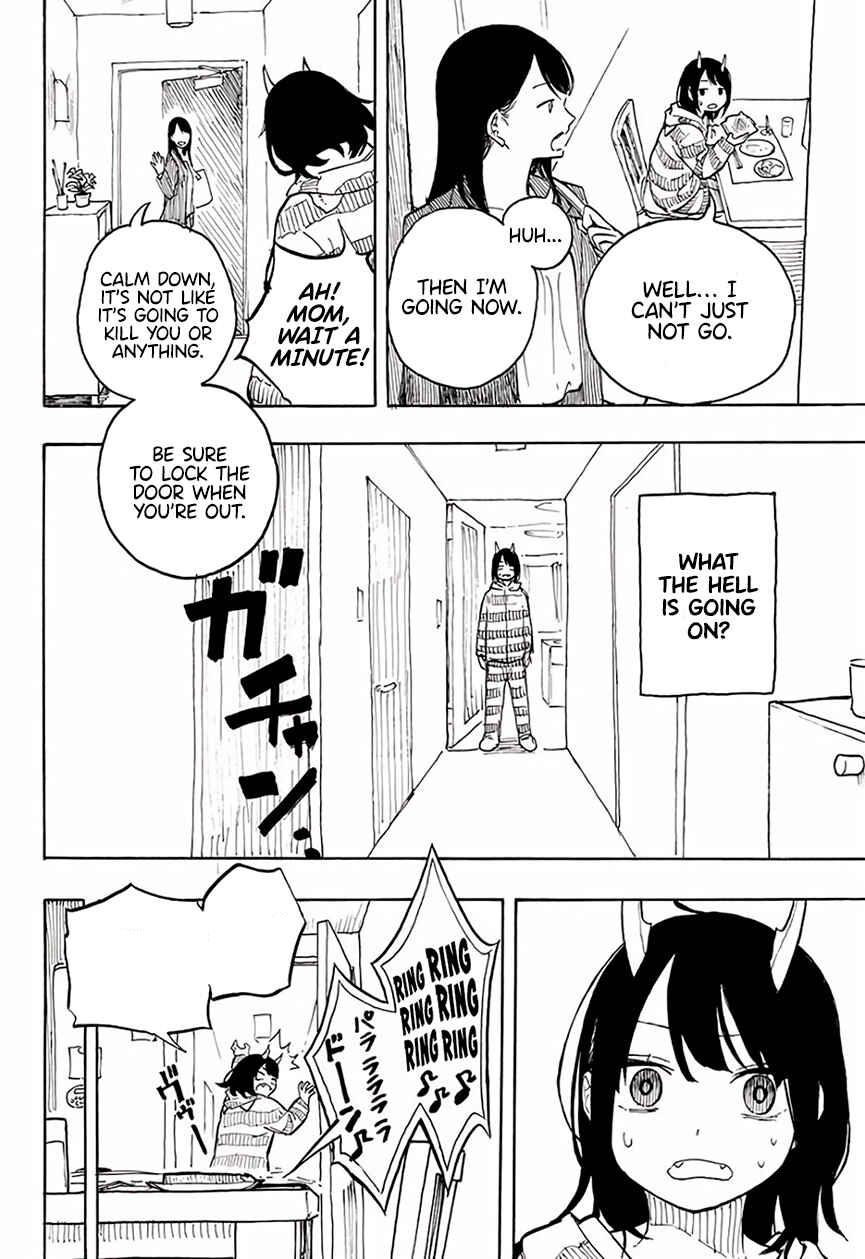 WELL... I
CAN'T JUST
NOT GO.
HUH...
THEN I'M
GOING NOW.
AH!
MOM,
WAIT A
MINUTE!
CALM DOWN,
IT'S NOT LIKE
IT'S GOING TO
KILL YOU OR
ANYTHING.
BE SURE
TO LOCK THE
DOOR WHEN
YOU'RE OUT.
WHAT
THE HELL
IS GOING
ON?
ガチャン
RING RING
RING RING
RING RING
パララララララ
ドーン
ヴヴー